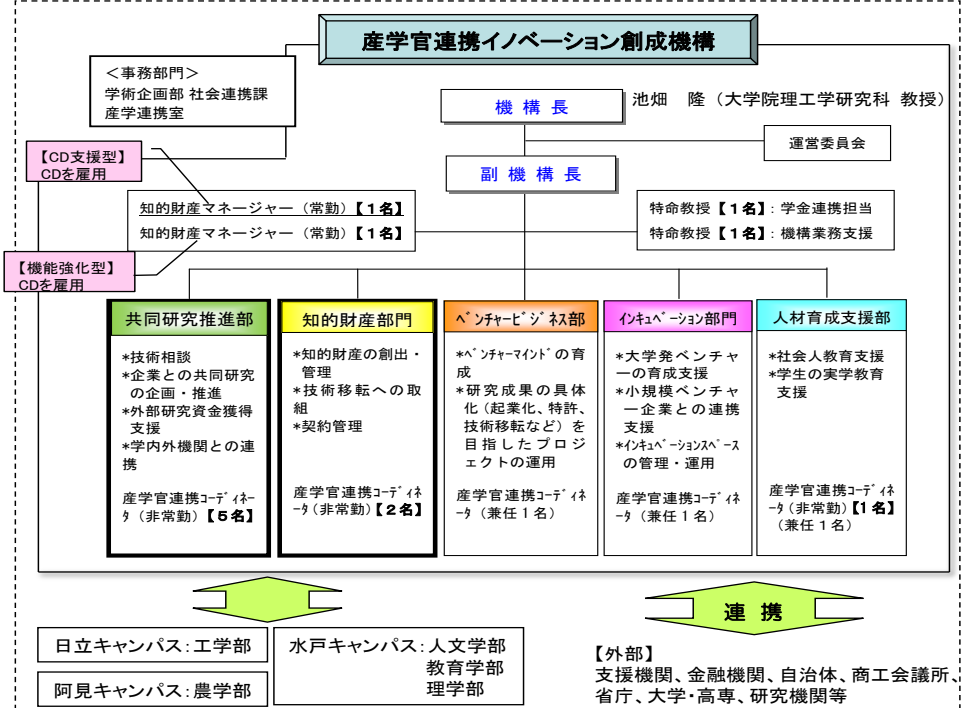 産学官連携イノベーション創成機構
＜事務部門＞
学術企画部 社会連携課
産学連携室
機 構 長
池畑　隆（大学院理工学研究科 教授）
運営委員会
副 機 構 長
【CD支援型】
CDを雇用
知的財産マネージャー（常勤）【１名】
知的財産マネージャー（常勤）【１名】
特命教授【１名】：学金連携担当
特命教授【１名】：機構業務支援
【機能強化型】
CDを雇用
共同研究推進部
*技術相談
*企業との共同研究
の企画・推進
*外部研究資金獲得
支援
*学内外機関との連
携
産学官連携ｺｰﾃﾞｨﾈ
ｰﾀ（非常勤）【５名】
知的財産部門
*知的財産の創出・
管理
*技術移転への取
組
*契約管理
産学官連携ｺｰﾃﾞｨﾈ
ｰﾀ（非常勤）【２名】
ﾍﾞﾝﾁｬｰﾋﾞｼﾞﾈｽ部
*ﾍﾞﾝﾁｬｰﾏｲﾝﾄﾞの育
成
*研究成果の具体
化（起業化、特許、
技術移転など）を
目指したプロジ
ェクトの運用
産学官連携ｺｰﾃﾞｨﾈ
ｰﾀ（兼任１名）
ｲﾝｷｭﾍﾞｰｼｮﾝ部門
*大学発ベンチャ
ーの育成支援
*小規模ベンチャ
ー企業との連携
支援
*ｲﾝｷｭﾍﾞｰｼｮﾝｽﾍﾟｰｽ
の管理・運用
産学官連携ｺｰﾃﾞｨﾈ
ｰﾀ（兼任１名）
人材育成支援部
*社会人教育支援
*学生の実学教育
支援
産学官連携ｺｰﾃﾞｨﾈ
ｰﾀ（非常勤）【１名】
（兼任１名）
連 携
日立キャンパス：工学部
阿見キャンパス：農学部
水戸キャンパス：人文学部
教育学部
理学部
【外部】
支援機関、金融機関、自治体、商工会議所、
省庁、大学・高専、研究機関等